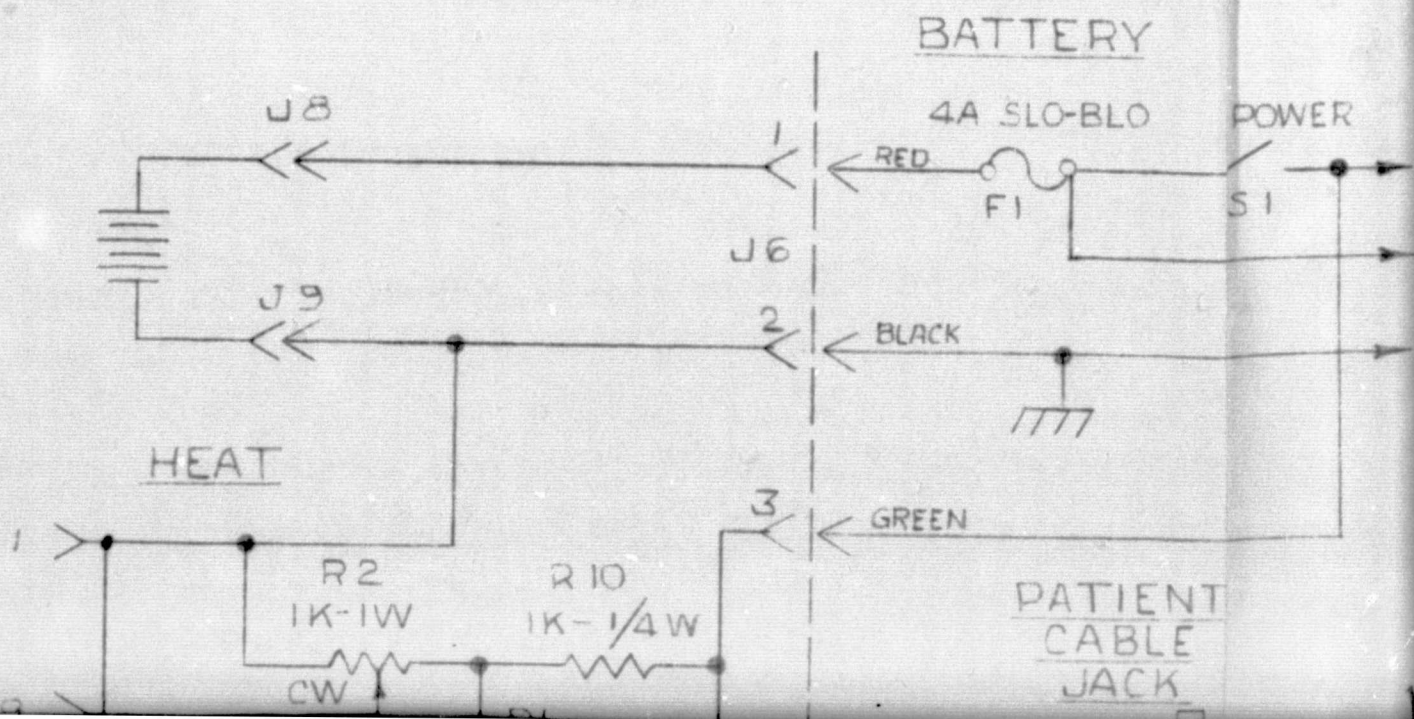 BATTERY
J8
1
4A SLO-BLO
POWER
RED
F1
S1
J6
J9
2
BLACK
HEAT
3
GREEN
1
R2
1K-1W
R10
1K-1/4W
PATIENT
CABLE
JACK
CW